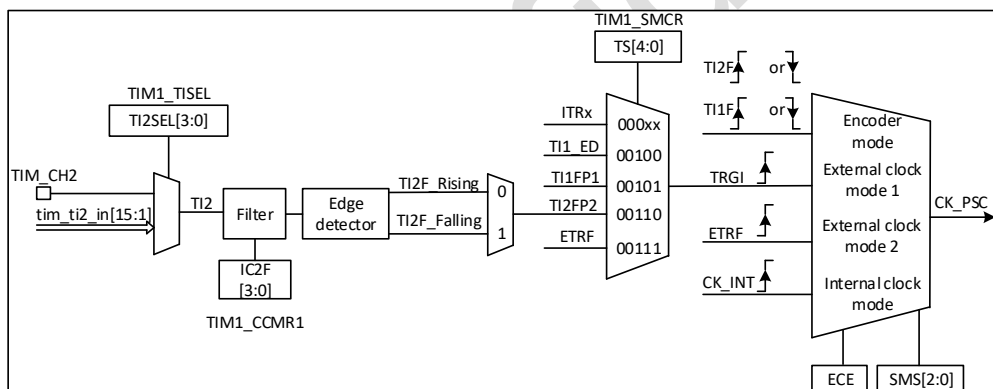 TIM1_SMCR
TS[4:0]
TIM1_TISEL
TI2SEL[3:0]
TIM_CH2
tim_ti2_in[15:1]
TI2
Filter
IC2F
[3:0]
TIM1_CCMR1
Edge
detector
TI2F_Rising
TI2F_Falling
0
1
ITRx
TI1_ED
TI1FP1
TI2FP2
ETRF
000xx
00100
00101
00110
00111
TI2F or
TI1F or
TRGI
ETRF
CK_INT
Encoder
mode
External clock
mode 1
External clock
mode 2
Internal clock
mode
CK_PSC
ECE
SMS[2:0]